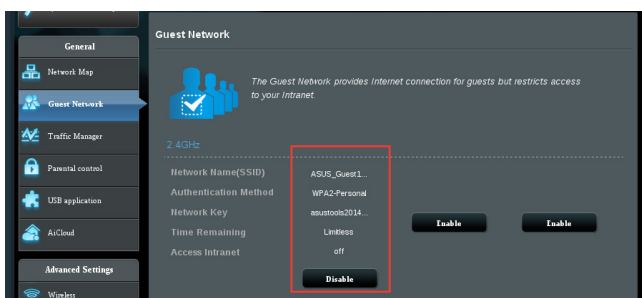 General
Network Map
Guest Network
Traffic Manager
Parental control
USB application
AiCloud
Advanced Settings
Wireless
Guest Network
The Guest Network provides Internet connection for guests but restricts access
to your Intranet.
2.4GHz
Network Name(SSID) ASUS_Guest1...
Authentication Method WPA2-Personal
Network Key asustools2014...
Time Remaining Limitless
Access Intranet off
Disable
Enable
Enable